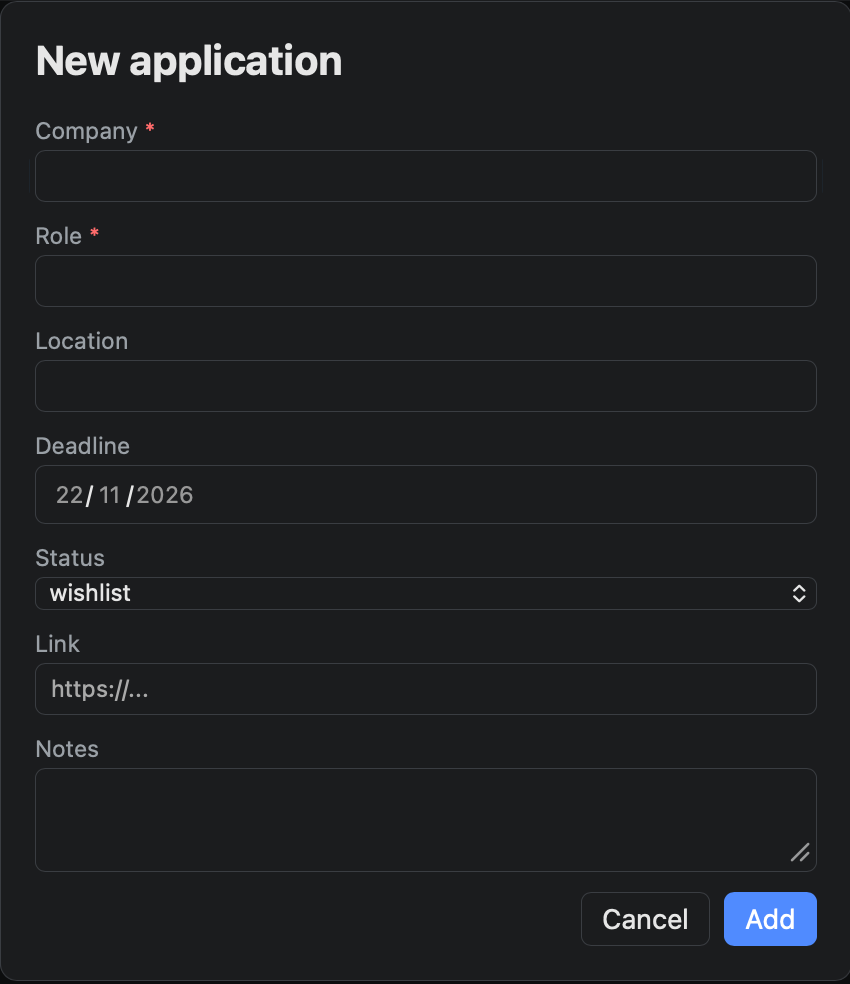 New application
Company *
Role *
Location
Deadline
22/ 11 /2026
Status
wishlist
Link
https://...
Notes
Cancel
Add